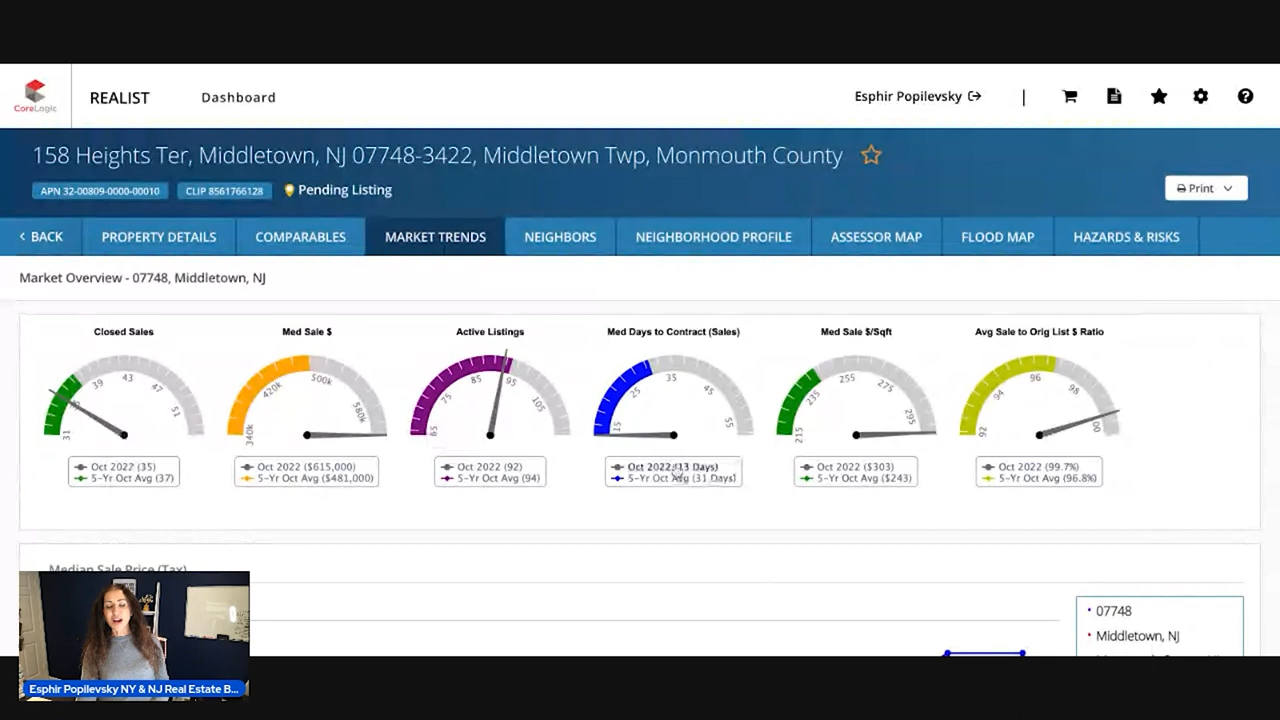 CoreLogic
REALIST
Dashboard
Esphir Popilevsky
158 Heights Ter, Middletown, NJ 07748-3422, Middletown Twp, Monmouth County
APN 32-00809-0000-00010
CLIP 8561766128
Pending Listing
Print
BACK
PROPERTY DETAILS
COMPARABLES
MARKET TRENDS
NEIGHBORS
NEIGHBORHOOD PROFILE
ASSESSOR MAP
FLOOD MAP
HAZARDS & RISKS
Market Overview - 07748, Middletown, NJ
Closed Sales
31 39 43 47 51
Oct 2022 (35)
5-Yr Oct Avg (37)
Med Sale $
340k 420k 500k 580k
Oct 2022 ($615,000)
5-Yr Oct Avg ($481,000)
Active Listings
65 75 85 95 105
Oct 2022 (92)
5-Yr Oct Avg (94)
Med Days to Contract (Sales)
15 25 35 45 55
Oct 2022 (13 Days)
5-Yr Oct Avg (31 Days)
Med Sale $/Sqft
215 235 255 275 295
Oct 2022 ($303)
5-Yr Oct Avg ($243)
Avg Sale to Orig List $ Ratio
92 94 96 98
Oct 2022 (99.7%)
5-Yr Oct Avg (96.8%)
Median Sale Price (Tax)
07748
Middletown, NJ
Esphir Popilevsky NY & NJ Real Estate B...